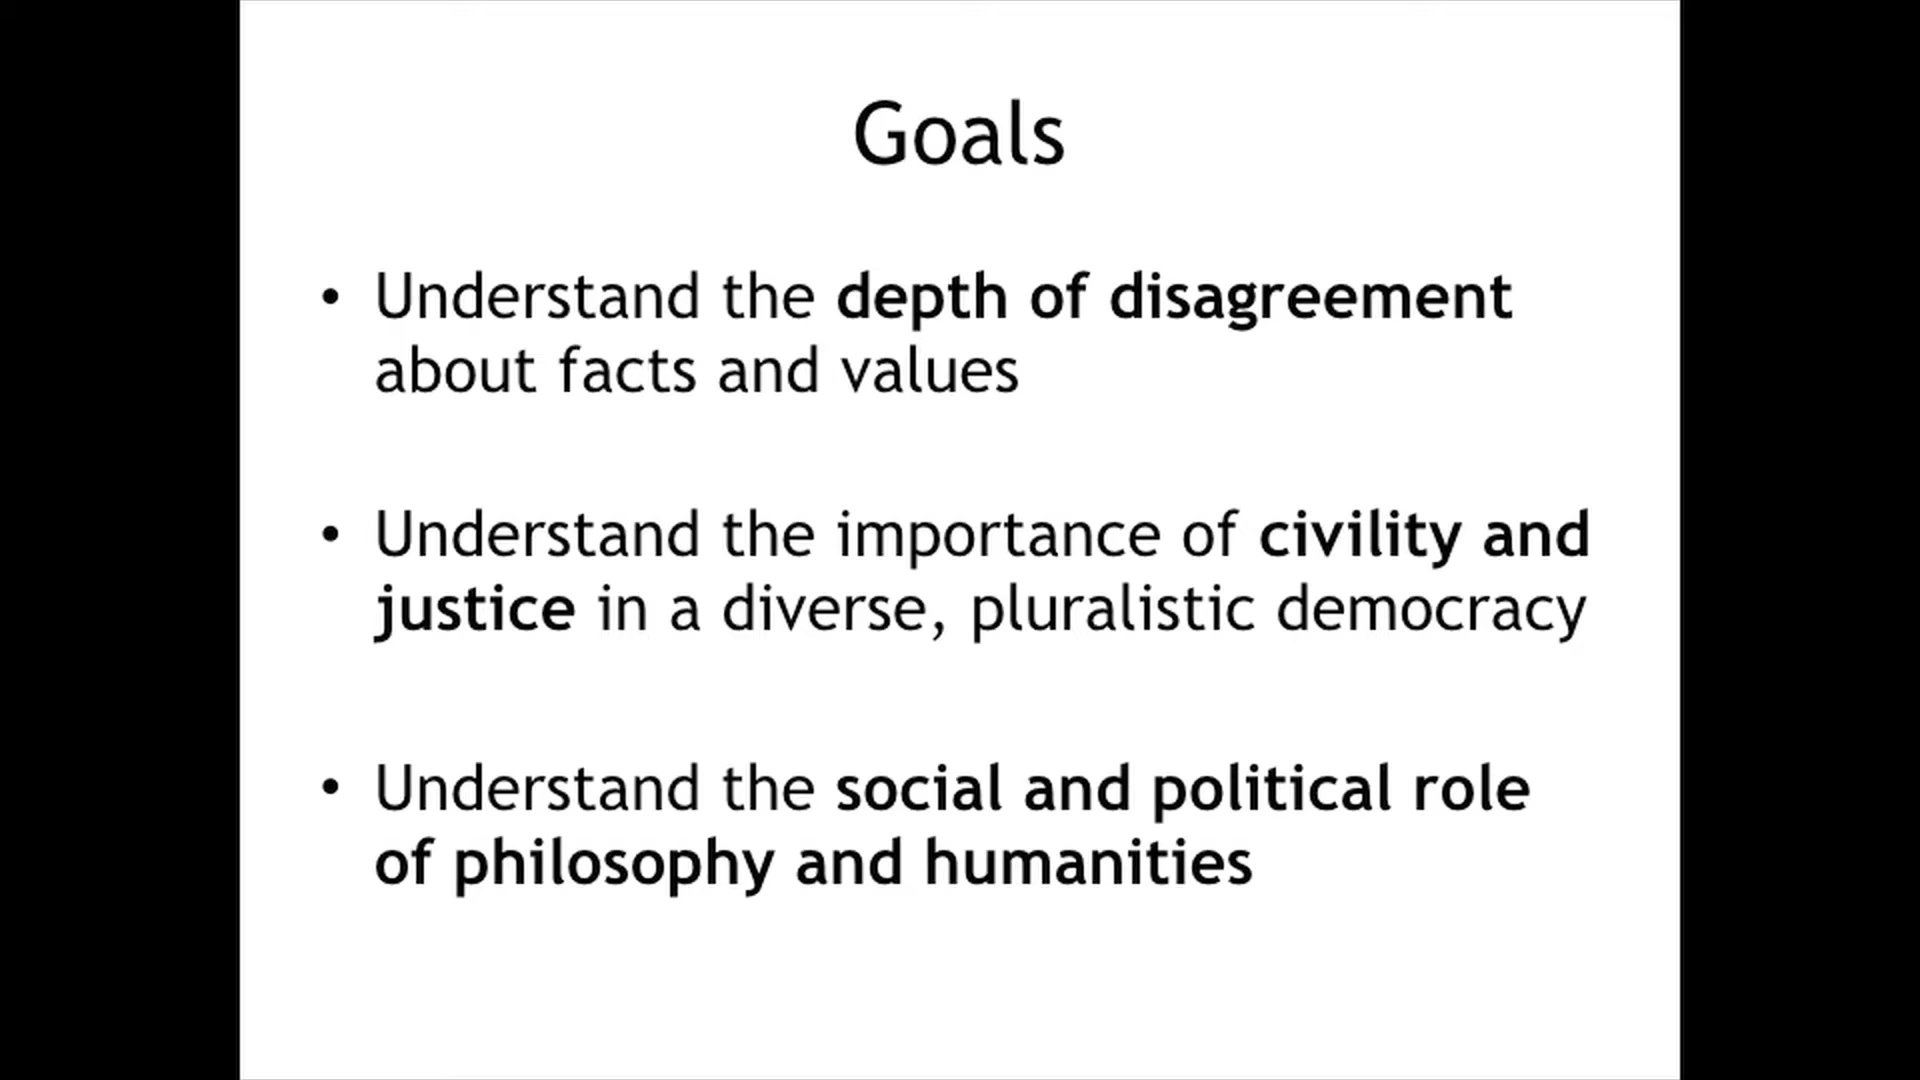 Goals
• Understand the depth of disagreement
about facts and values
• Understand the importance of civility and
justice in a diverse, pluralistic democracy
• Understand the social and political role
of philosophy and humanities